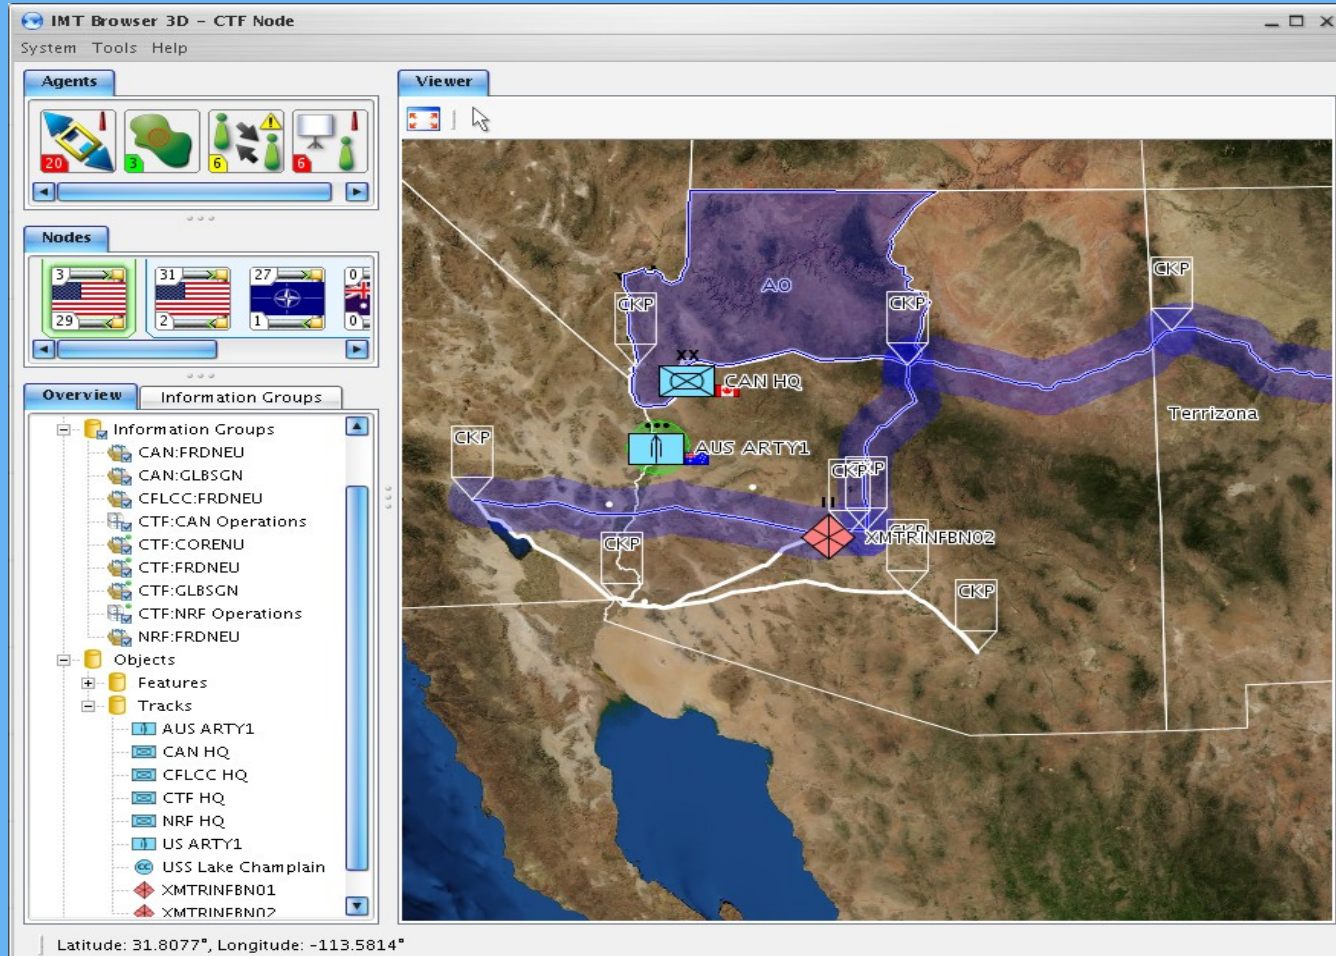 IMT Browser 3D - CTF Node
System Tools Help
Agents
20
3
6
6
Nodes
3
29
31
2
27
1
0
0
Overview
Information Groups
Information Groups
CAN:FRDNEU
CAN:GLBSGN
CFLCC:FRDNEU
CTF:CAN Operations
CTF:CORENU
CTF:FRDNEU
CTF:GLBSGN
CTF:NRF Operations
NRF:FRDNEU
Objects
Features
Tracks
AUS ARTY1
CAN HQ
CFLCC HQ
CTF HQ
NRF HQ
US ARTY1
USS Lake Champlain
XMTRINFBN01
XMTRINFBN02
Viewer
CKP
AO
CKP
CKP
XX
CAN HQ
Terrizona
CKP
AUS ARTY1
CKP
CKP
II
XMTRINFBN02
CKP
CKP
CKP
Latitude: 31.8077°, Longitude: -113.5814°